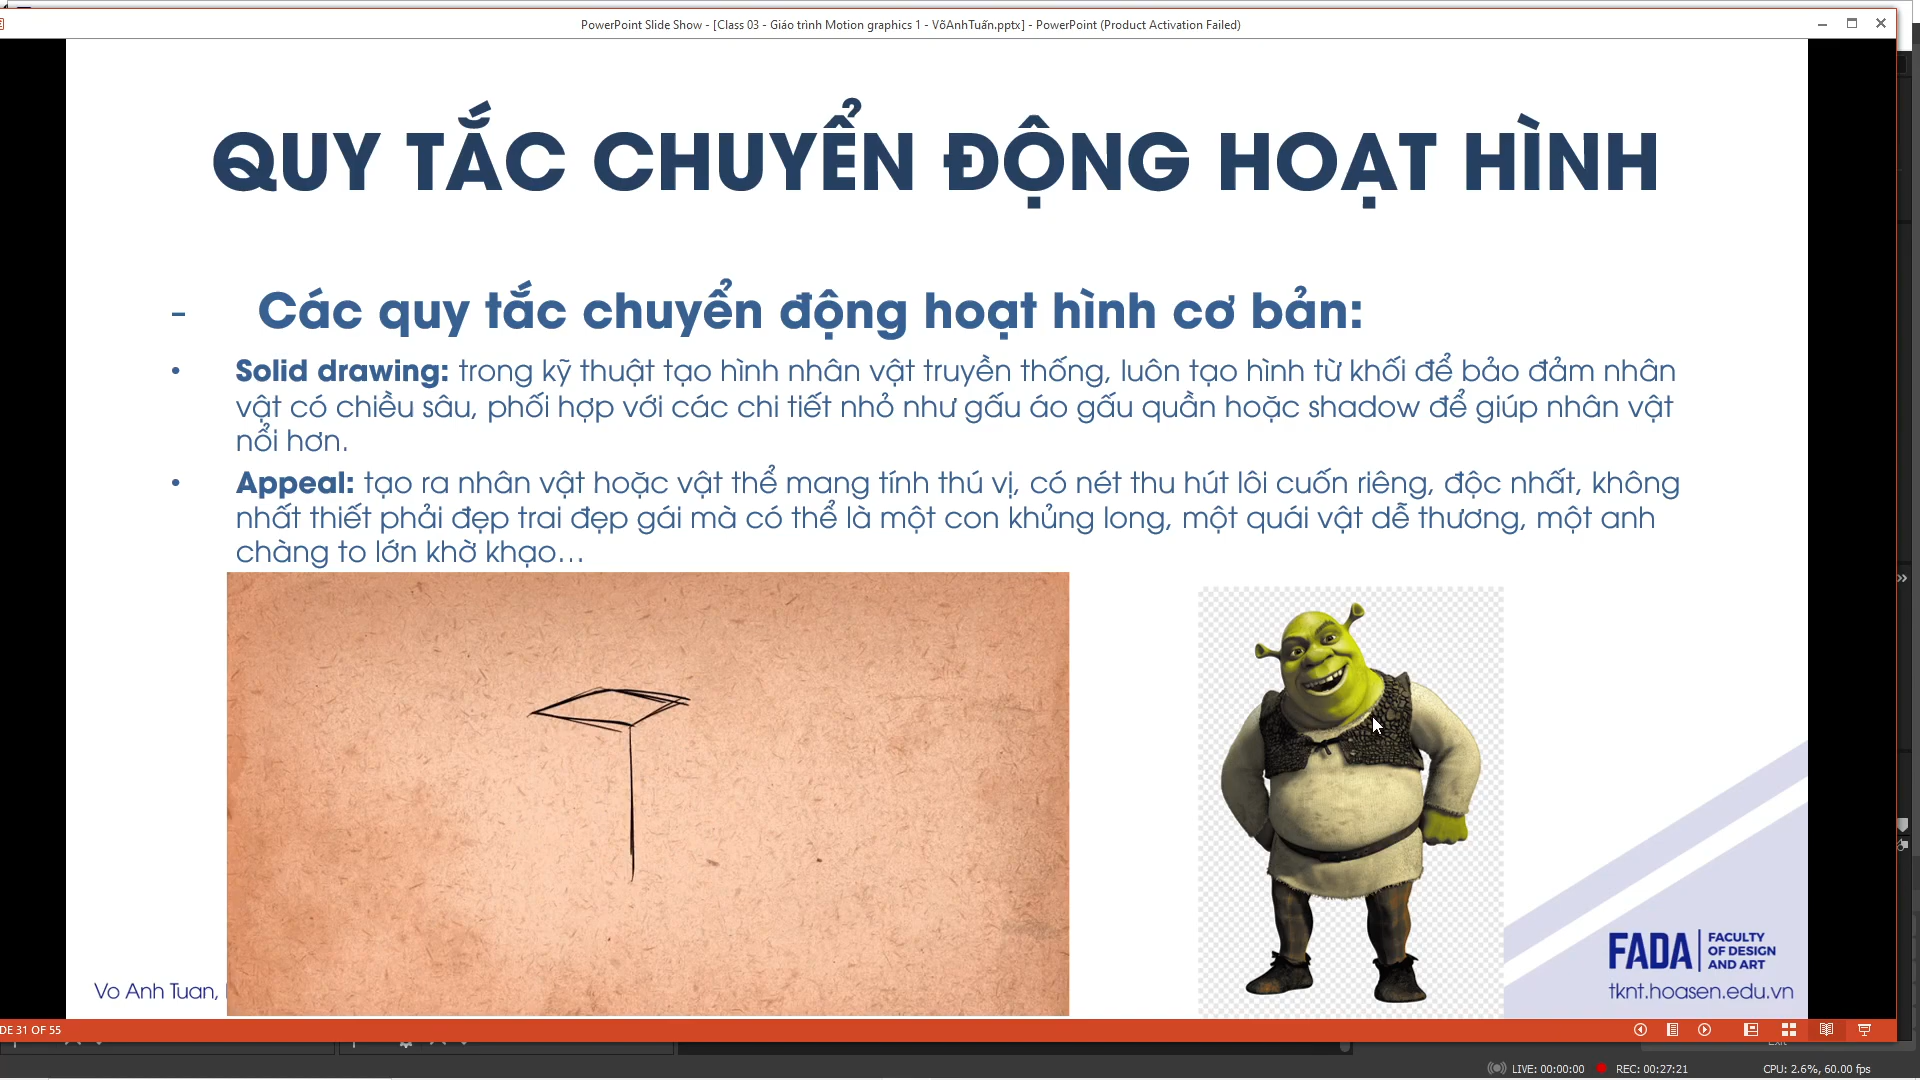 PowerPoint Slide Show - [Class 03 - Giáo trình Motion graphics 1 - VõAnhTuấn.pptx] - PowerPoint (Product Activation Failed)
QUY TẮC CHUYỂN ĐỘNG HOẠT HÌNH
- Các quy tắc chuyển động hoạt hình cơ bản:
• Solid drawing: trong kỹ thuật tạo hình nhân vật truyền thống, luôn tạo hình từ khối để bảo đảm nhân
vật có chiều sâu, phối hợp với các chi tiết nhỏ như gấu áo gấu quần hoặc shadow để giúp nhân vật
nổi hơn.
• Appeal: tạo ra nhân vật hoặc vật thể mang tính thú vị, có nét thu hút lôi cuốn riêng, độc nhất, không
nhất thiết phải đẹp trai đẹp gái mà có thể là một con khủng long, một quái vật dễ thương, một anh
chàng to lớn khờ khạo...
FADA
FACULTY
OF DESIGN
AND ART
Vo Anh Tuan,
tknt.hoasen.edu.vn
DE 31 OF 55
LIVE: 00:00:00
REC: 00:27:21
CPU: 2.6%, 60.00 fps